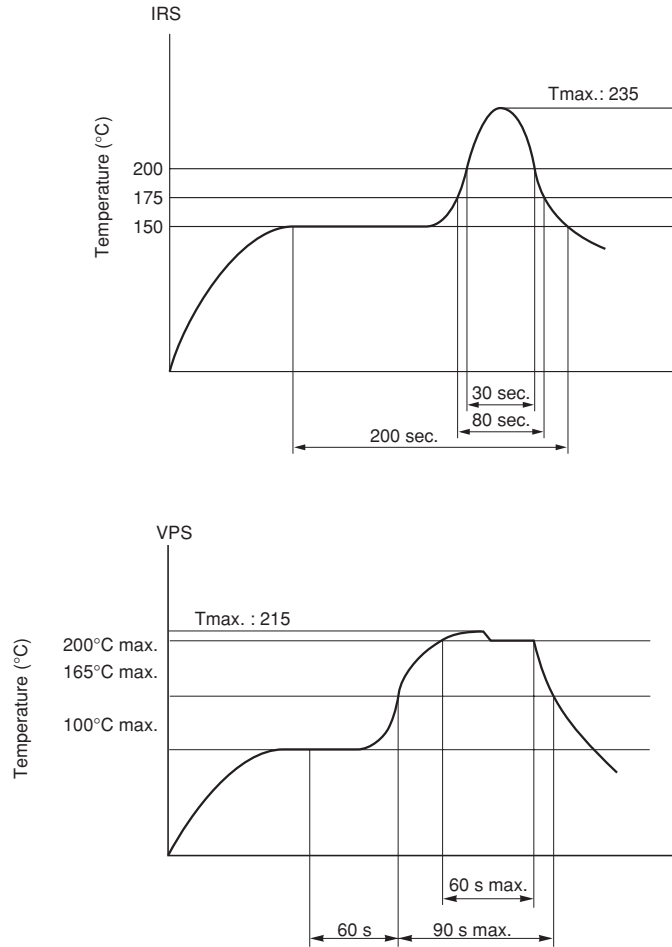 IRS
Temperature (°C)
Tmax.: 235
200
175
150
30 sec.
80 sec.
200 sec.
VPS
Temperature (°C)
Tmax. : 215
200°C max.
165°C max.
100°C max.
60 s max.
60 s
90 s max.